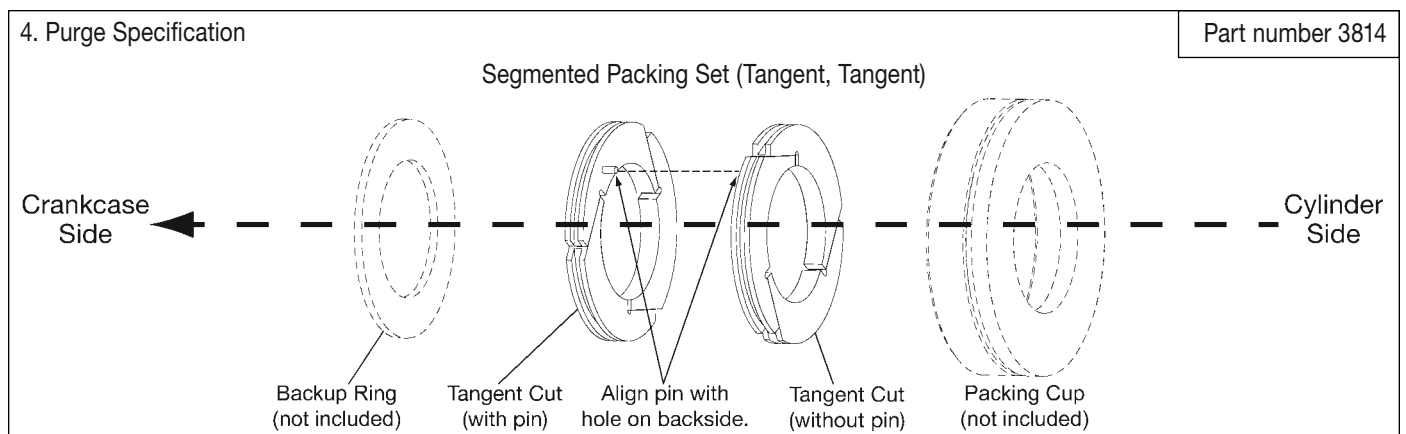 4. Purge Specification
Part number 3814
Segmented Packing Set (Tangent, Tangent)
Crankcase
Side
Cylinder
Side
Backup Ring
(not included)
Tangent Cut
(with pin)
Align pin with
hole on backside.
Tangent Cut
(without pin)
Packing Cup
(not included)